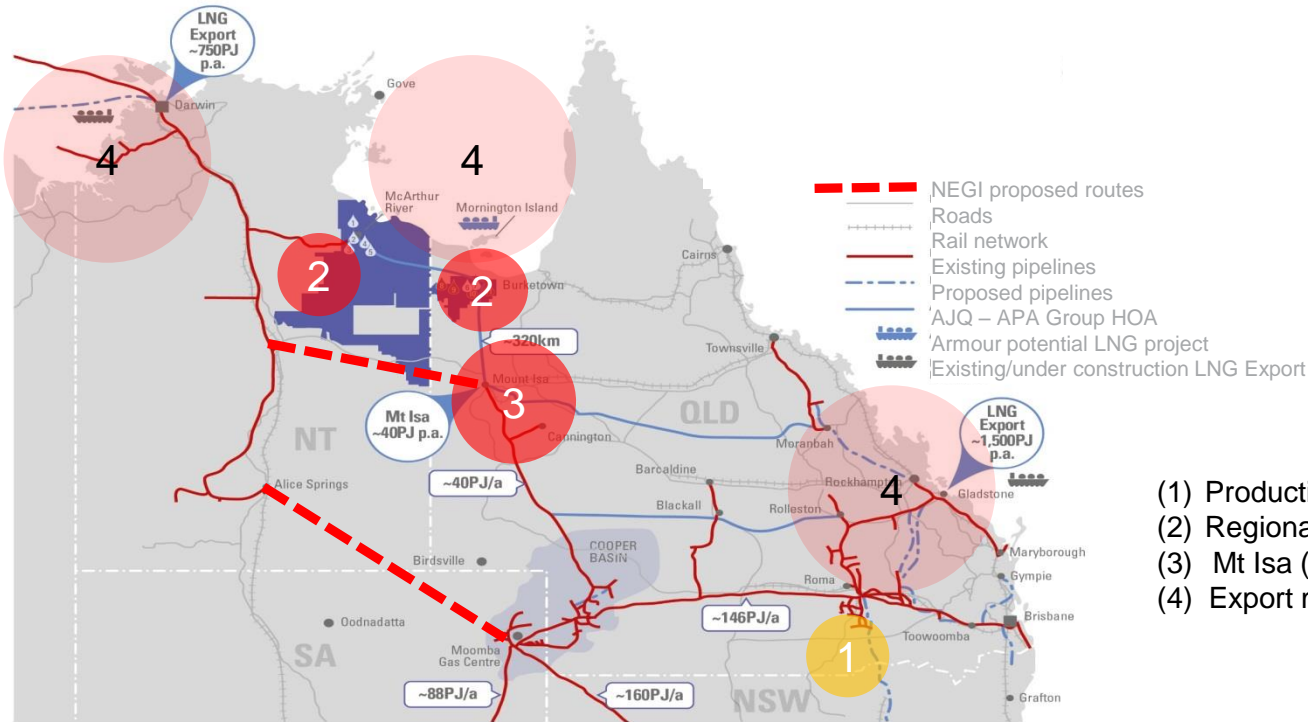 LNG
Export
~750PJ
p.a.
Darwin
Gove
4
4
McArthur
River
Mornington Island
2
2
Burketown
~320km
Mount Isa
3
Mt Isa
~40PJ p.a.
Cannington
NT
QLD
Cairns
Townsville
Moranbah
LNG
Export
~1,500PJ
p.a.
Rockhampton
4
Gladstone
Alice Springs
~40PJ/a
Barcaldine
Blackall
Rolleston
Birdsville
COOPER
BASIN
Maryborough
Gympie
Roma
~146PJ/a
Brisbane
Toowoomba
Oodnadatta
SA
Moomba
Gas Centre
1
~88PJ/a
~160PJ/a
NSW
Grafton
NEGI proposed routes
Roads
Rail network
Existing pipelines
Proposed pipelines
AJQ – APA Group HOA
Armour potential LNG project
Existing/under construction LNG Export
(1) Producti
(2) Regiona
(3) Mt Isa (
(4) Export